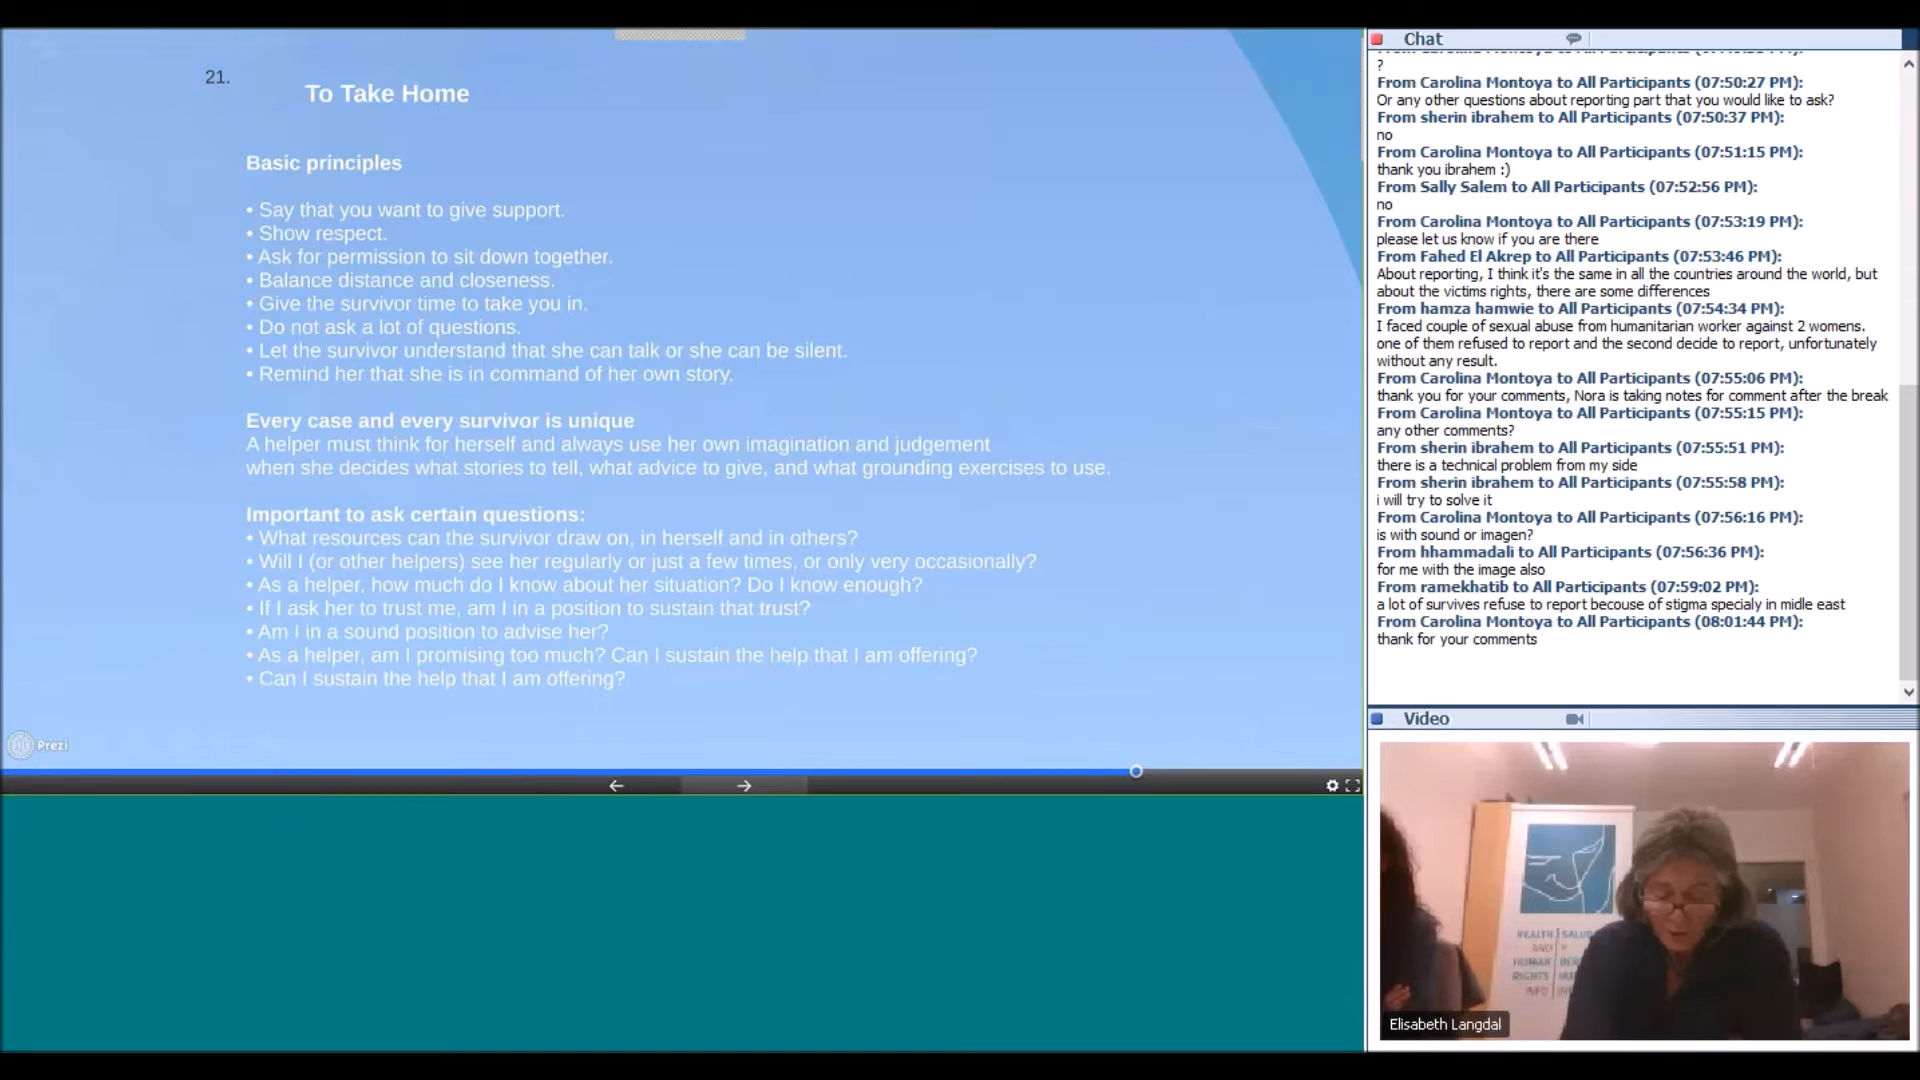 21.
To Take Home
Basic principles
• Say that you want to give support.
• Show respect.
• Ask for permission to sit down together.
• Balance distance and closeness.
• Give the survivor time to take you in.
• Do not ask a lot of questions.
• Let the survivor understand that she can talk or she can be silent.
• Remind her that she is in command of her own story.
Every case and every survivor is unique
A helper must think for herself and always use her own imagination and judgement
when she decides what stories to tell, what advice to give, and what grounding exercises to use.
Important to ask certain questions:
• What resources can the survivor draw on, in herself and in others?
• Will I (or other helpers) see her regularly or just a few times, or only very occasionally?
• As a helper, how much do I know about her situation? Do I know enough?
• If I ask her to trust me, am I in a position to sustain that trust?
• Am I in a sound position to advise her?
• As a helper, am I promising too much? Can I sustain the help that I am offering?
• Can I sustain the help that I am offering?
Prezi
Chat
?
From Carolina Montoya to All Participants (07:50:27 PM):
Or any other questions about reporting part that you would like to ask?
From sherin ibrahem to All Participants (07:50:37 PM):
no
From Carolina Montoya to All Participants (07:51:15 PM):
thank you ibrahem :)
From Sally Salem to All Participants (07:52:56 PM):
no
From Carolina Montoya to All Participants (07:53:19 PM):
please let us know if you are there
From Fahed El Akrep to All Participants (07:53:46 PM):
About reporting, I think it's the same in all the countries around the world, but
about the victims rights, there are some differences
From hamza hamwie to All Participants (07:54:34 PM):
I faced couple of sexual abuse from humanitarian worker against 2 womens.
one of them refused to report and the second decide to report, unfortunately
without any result.
From Carolina Montoya to All Participants (07:55:06 PM):
thank you for your comments, Nora is taking notes for comment after the break
From Carolina Montoya to All Participants (07:55:15 PM):
any other comments?
From sherin ibrahem to All Participants (07:55:51 PM):
there is a technical problem from my side
From sherin ibrahem to All Participants (07:55:58 PM):
i will try to solve it
From Carolina Montoya to All Participants (07:56:16 PM):
is with sound or imagen?
From hhammadali to All Participants (07:56:36 PM):
for me with the image also
From ramekhatib to All Participants (07:59:02 PM):
a lot of survives refuse to report becouse of stigma specialy in midle east
From Carolina Montoya to All Participants (08:01:44 PM):
thank for your comments
Video
HEALTH SALUD
AND Y
HUMAN
RIGHTS
INFO
Elisabeth Langdal